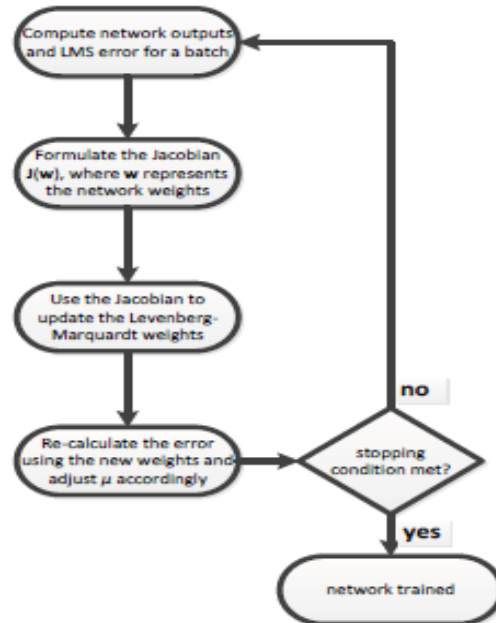 Compute network outputs
and LMS error for a batch
Formulate the Jacobian
J(w), where w represents
the network weights
Use the Jacobian to
update the Levenberg-
Marquardt weights
Re-calculate the error
using the new weights and
adjust μ accordingly
no
stopping
condition met?
yes
network trained